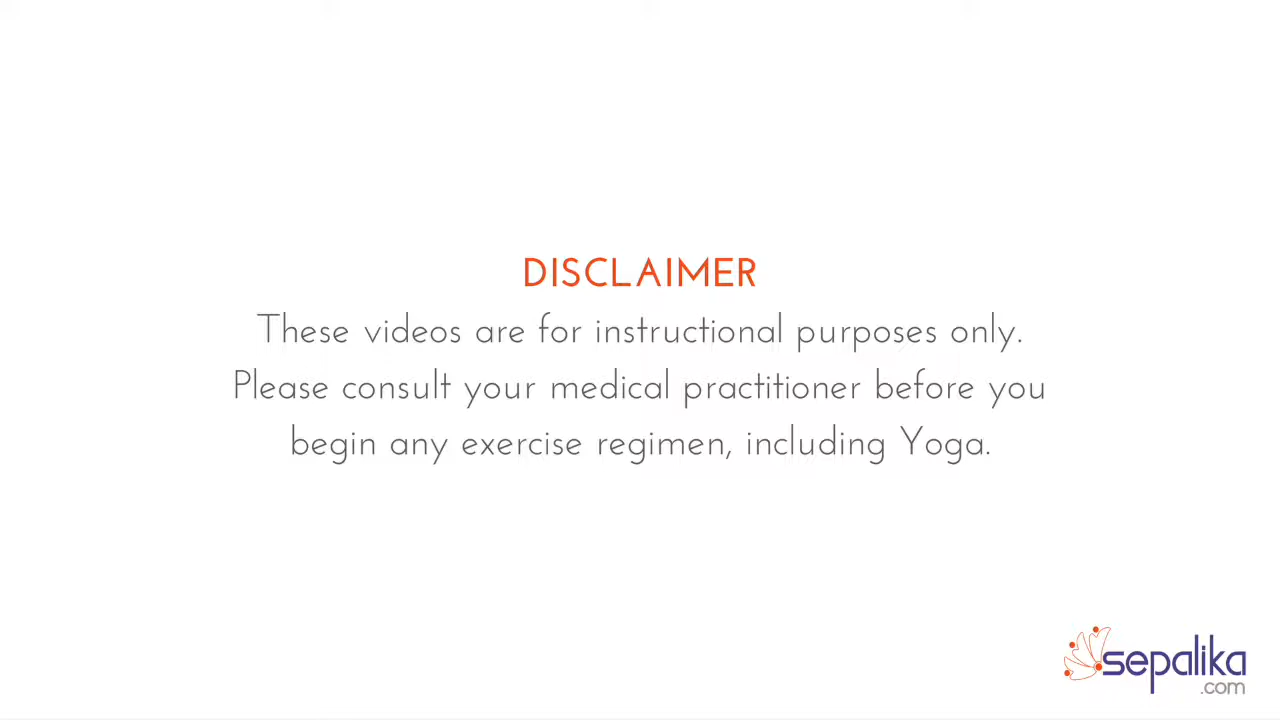 DISCLAIMER
These videos are for instructional purposes only.
Please consult your medical practitioner before you
begin any exercise regimen, including Yoga.
sepalika
.com